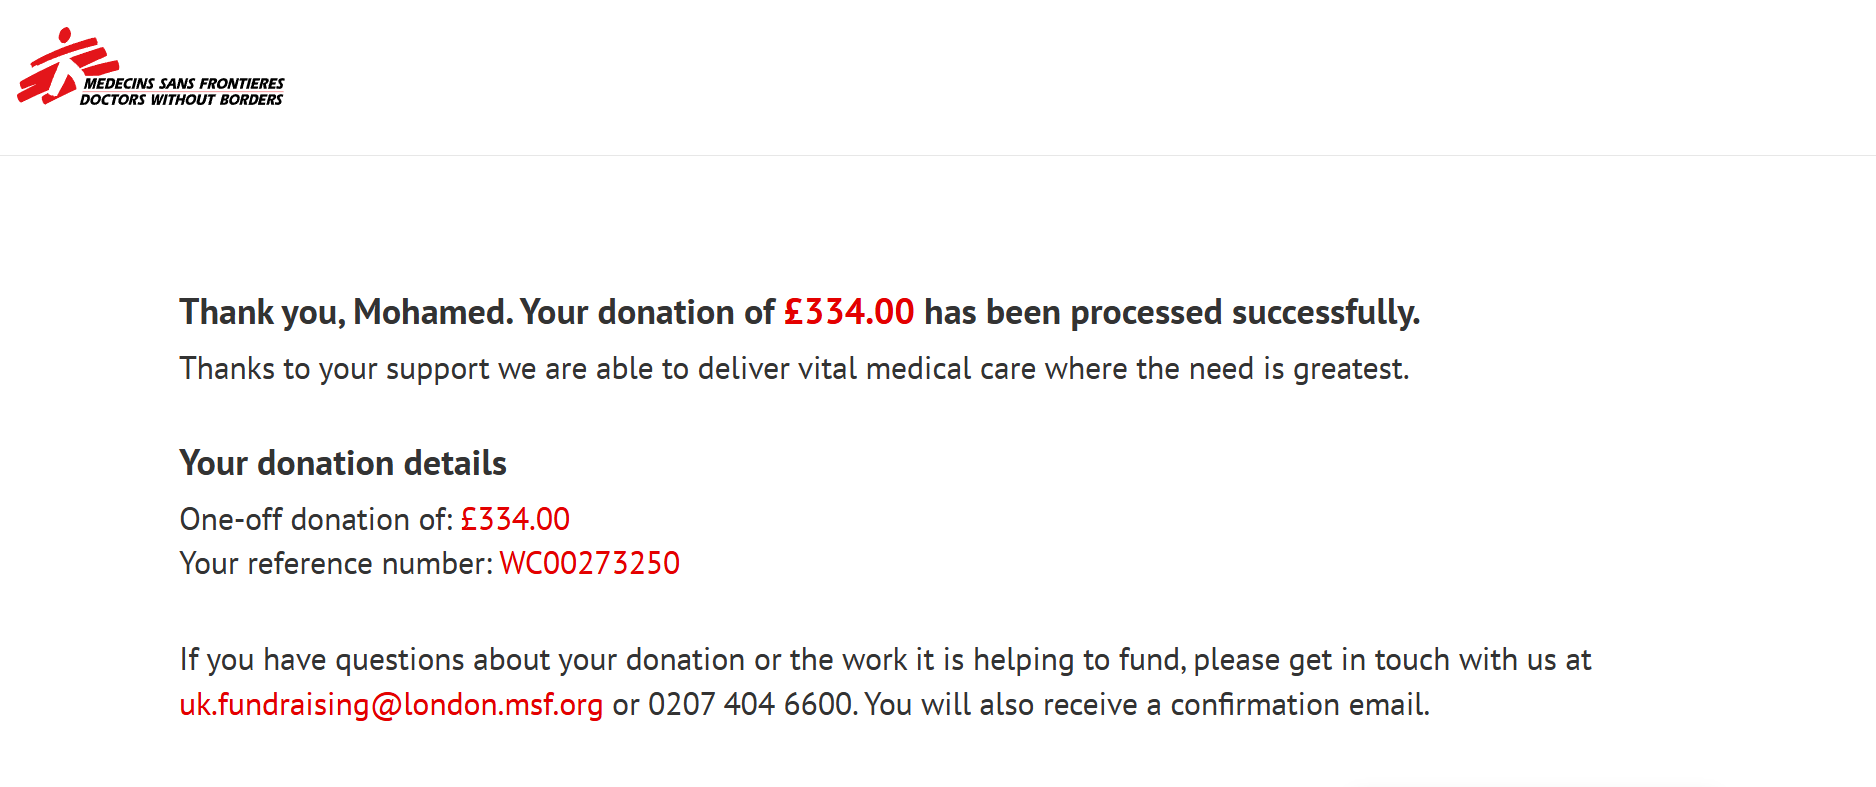 MEDECINS SANS FRONTIERES
DOCTORS WITHOUT BORDERS
Thank you, Mohamed. Your donation of £334.00 has been processed successfully.
Thanks to your support we are able to deliver vital medical care where the need is greatest.
Your donation details
One-off donation of: £334.00
Your reference number: WC00273250
If you have questions about your donation or the work it is helping to fund, please get in touch with us at
uk.fundraising@london.msf.org or 0207 404 6600. You will also receive a confirmation email.